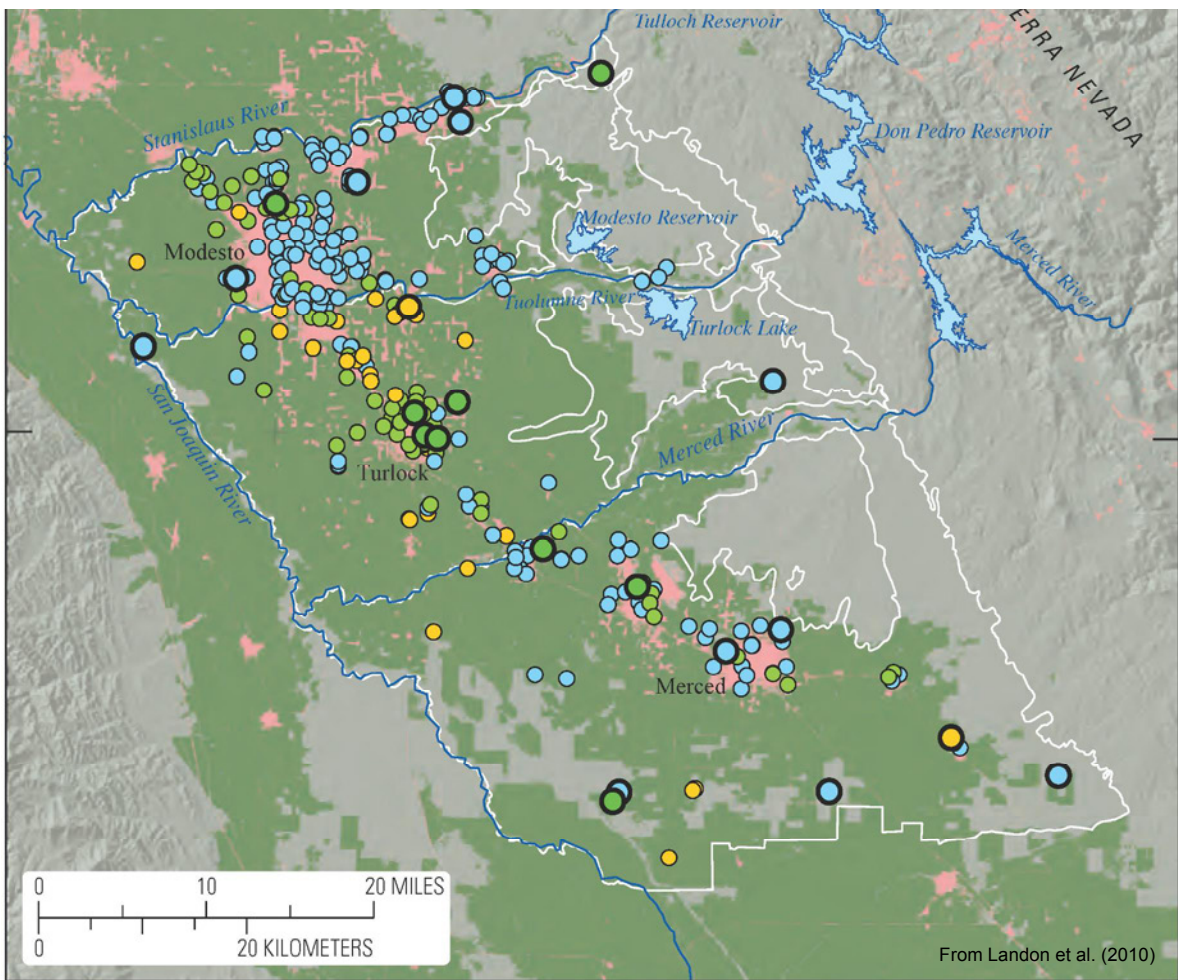 Tulloch Reservoir
ERRA NEVADA
Stanislaus River
Don Pedro Reservoir
Modesto Reservoir
Modesto
Merced River
Tuolumne River
Turlock Lake
San Joaquin River
Merced River
Turlock
Merced
0 10 20 MILES
0 20 KILOMETERS
From Landon et al. (2010)